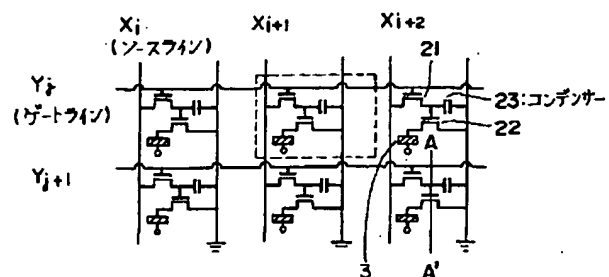 Xi Xi+1 Xi+2
(ソースライン)
21
Yj
23:コンデンサー
(ゲートライン)
22
A
Yj+1
3
A'